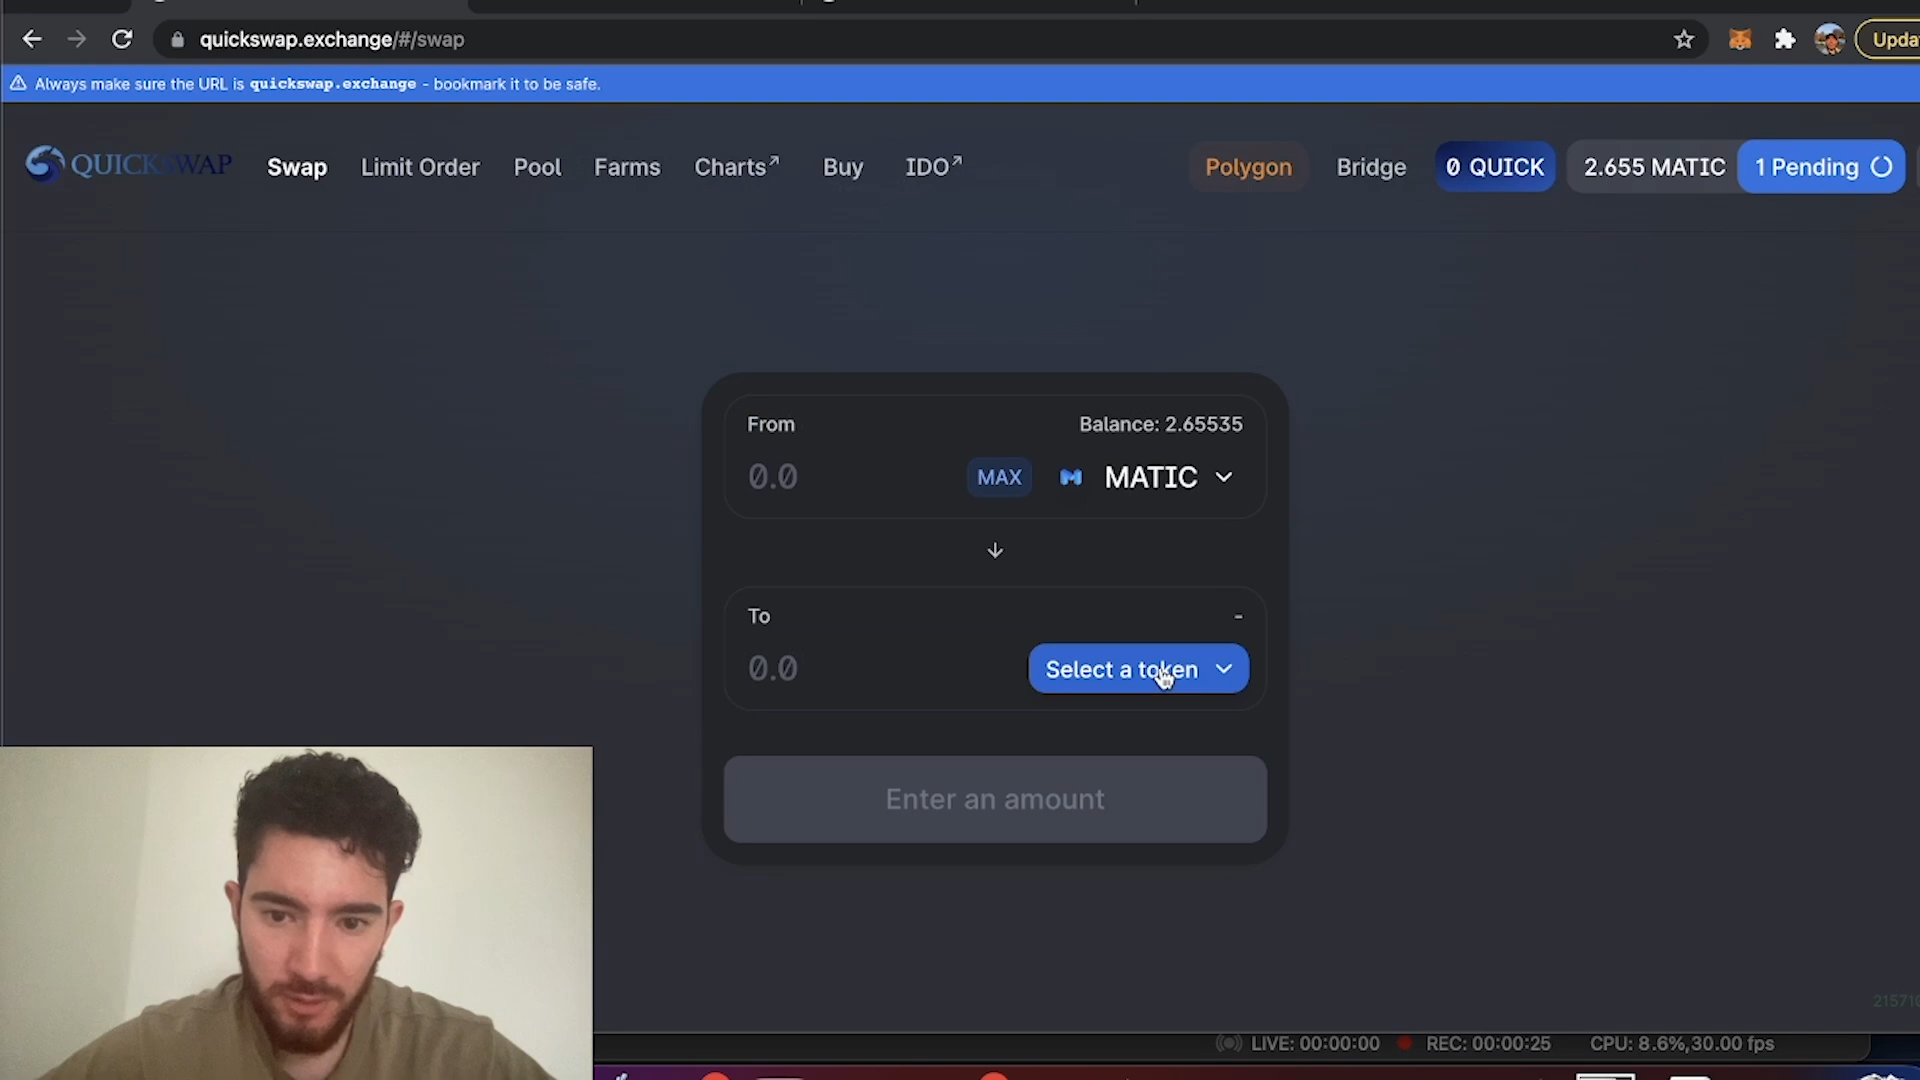 quickswap.exchange/#/swap
Upda
Always make sure the URL is quickswap.exchange - bookmark it to be safe.
QUICKSWAP
Swap
Limit Order
Pool
Farms
Charts↗
Buy
IDO↗
Polygon
Bridge
0 QUICK
2.655 MATIC
1 Pending
From
Balance: 2.65535
0.0
MAX
MATIC
To
-
0.0
Select a token
Enter an amount
215718
LIVE: 00:00:00
REC: 00:00:25
CPU: 8.6%,30.00 fps